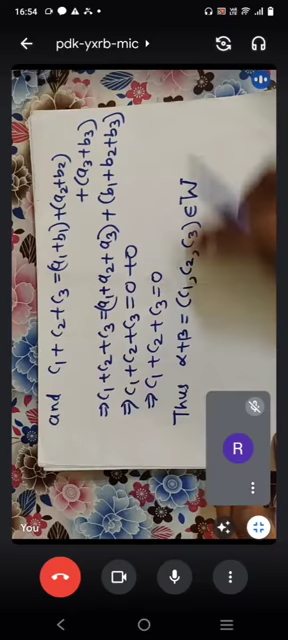 16:54
pdk-yxrb-mic
and c₁ + c₂ + c₃ = (a₁+b₁) + (a₂+b₂)
+ (a₃+b₃)
⇒ c₁ + c₂ + c₃ = (a₁+a₂+a₃) + (b₁+b₂+b₃)
⇒ c₁ + c₂ + c₃ = 0 + 0
⇒ c₁ + c₂ + c₃ = 0
Thus α+β = (c₁, c₂, c₃) ∈ W
R
You